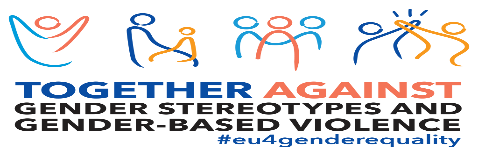 TOGETHER AGAINST
GENDER STEREOTYPES AND
GENDER-BASED VIOLENCE
#eu4genderequality